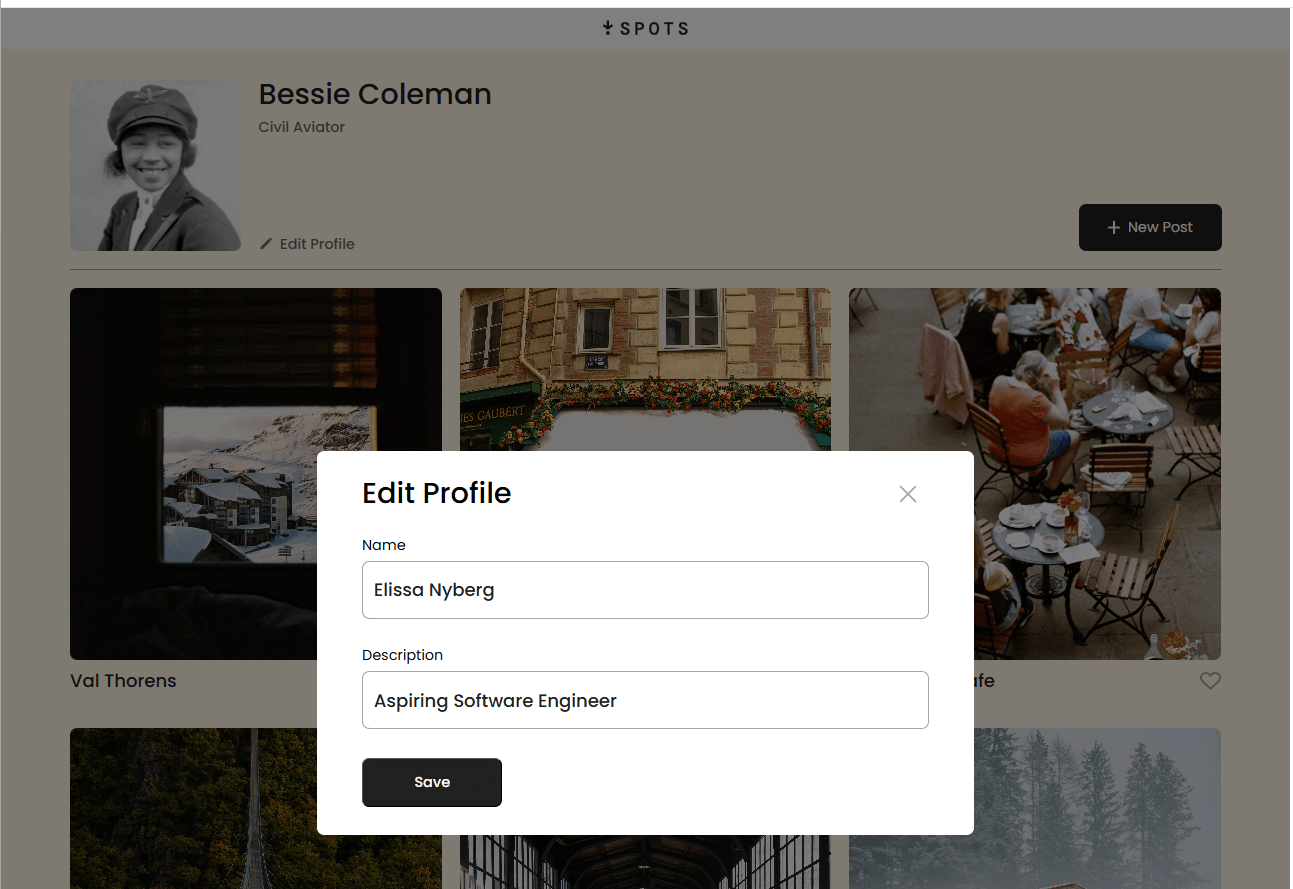 SPOTS
Bessie Coleman
Civil Aviator
Edit Profile
New Post
ES GAUBERT
Edit Profile
Name
Elissa Nyberg
Description
Aspiring Software Engineer
Save
Val Thorens
afe